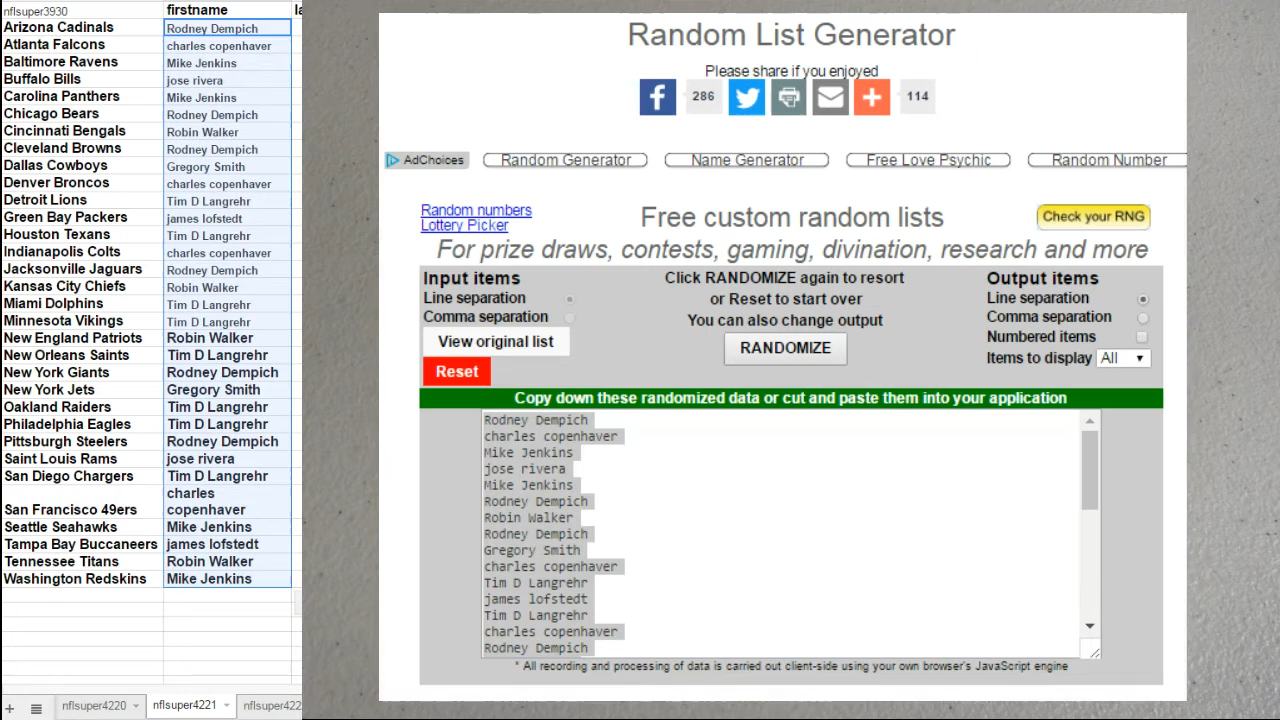 nflsuper3930 firstname
Arizona Cadinals Rodney Dempich
Atlanta Falcons charles copenhaver
Baltimore Ravens Mike Jenkins
Buffalo Bills jose rivera
Carolina Panthers Mike Jenkins
Chicago Bears Rodney Dempich
Cincinnati Bengals Robin Walker
Cleveland Browns Rodney Dempich
Dallas Cowboys Gregory Smith
Denver Broncos charles copenhaver
Detroit Lions Tim D Langrehr
Green Bay Packers james lofstedt
Houston Texans Tim D Langrehr
Indianapolis Colts charles copenhaver
Jacksonville Jaguars Rodney Dempich
Kansas City Chiefs Robin Walker
Miami Dolphins Tim D Langrehr
Minnesota Vikings Tim D Langrehr
New England Patriots Robin Walker
New Orleans Saints Tim D Langrehr
New York Giants Rodney Dempich
New York Jets Gregory Smith
Oakland Raiders Tim D Langrehr
Philadelphia Eagles Tim D Langrehr
Pittsburgh Steelers Rodney Dempich
Saint Louis Rams jose rivera
San Diego Chargers Tim D Langrehr
charles
San Francisco 49ers copenhaver
Seattle Seahawks Mike Jenkins
Tampa Bay Buccaneers james lofstedt
Tennessee Titans Robin Walker
Washington Redskins Mike Jenkins
nflsuper4220 nflsuper4221 nflsuper422
Random List Generator
Please share if you enjoyed
286 114
AdChoices Random Generator Name Generator Free Love Psychic Random Number
Random numbers
Lottery Picker
Free custom random lists
Check your RNG
For prize draws, contests, gaming, divination, research and more
Input items
Line separation
Comma separation
View original list
Reset
Click RANDOMIZE again to resort
or Reset to start over
You can also change output
RANDOMIZE
Output items
Line separation
Comma separation
Numbered items
Items to display All
Copy down these randomized data or cut and paste them into your application
Rodney Dempich
charles copenhaver
Mike Jenkins
jose rivera
Mike Jenkins
Rodney Dempich
Robin Walker
Rodney Dempich
Gregory Smith
charles copenhaver
Tim D Langrehr
james lofstedt
Tim D Langrehr
charles copenhaver
Rodney Dempich
* All recording and processing of data is carried out client-side using your own browser's JavaScript engine